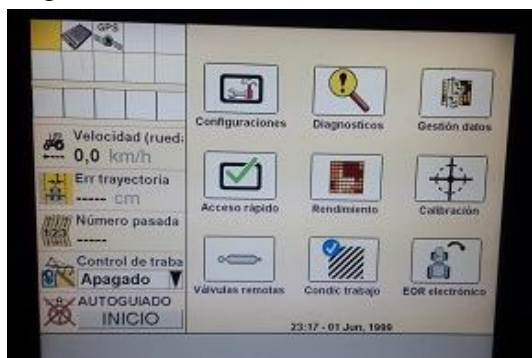 GPS
Velocidad (rued:
0,0 km/h
Err trayectoria
----- cm
Número pasada
123
-----
Control de traba
Apagado
AUTOGUIADO
INICIO
Configuraciones
Diagnosticos
Gestión datos
Acceso rápido
Rendimiento
Calibración
Válvulas remotas
Condic trabajo
EOR electrónico
23:17 - 01 Jun, 1999